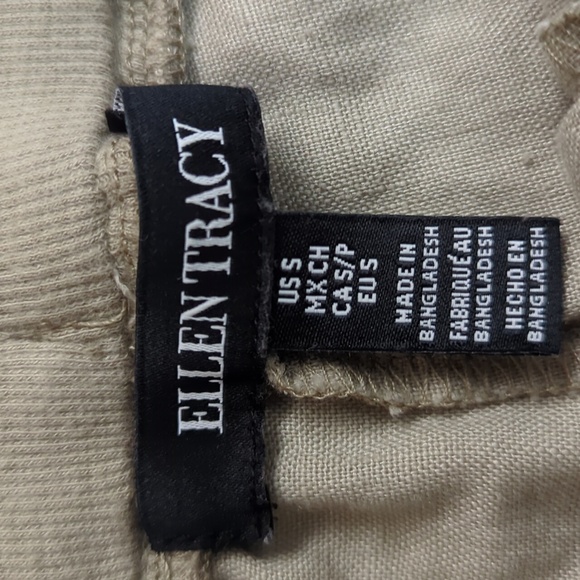 ELLEN TRACY
US S
MX CH
CA S/P
EU S
MADE IN
BANGLADESH
FABRIQUÉ AU
BANGLADESH
HECHO EN
BANGLADESH